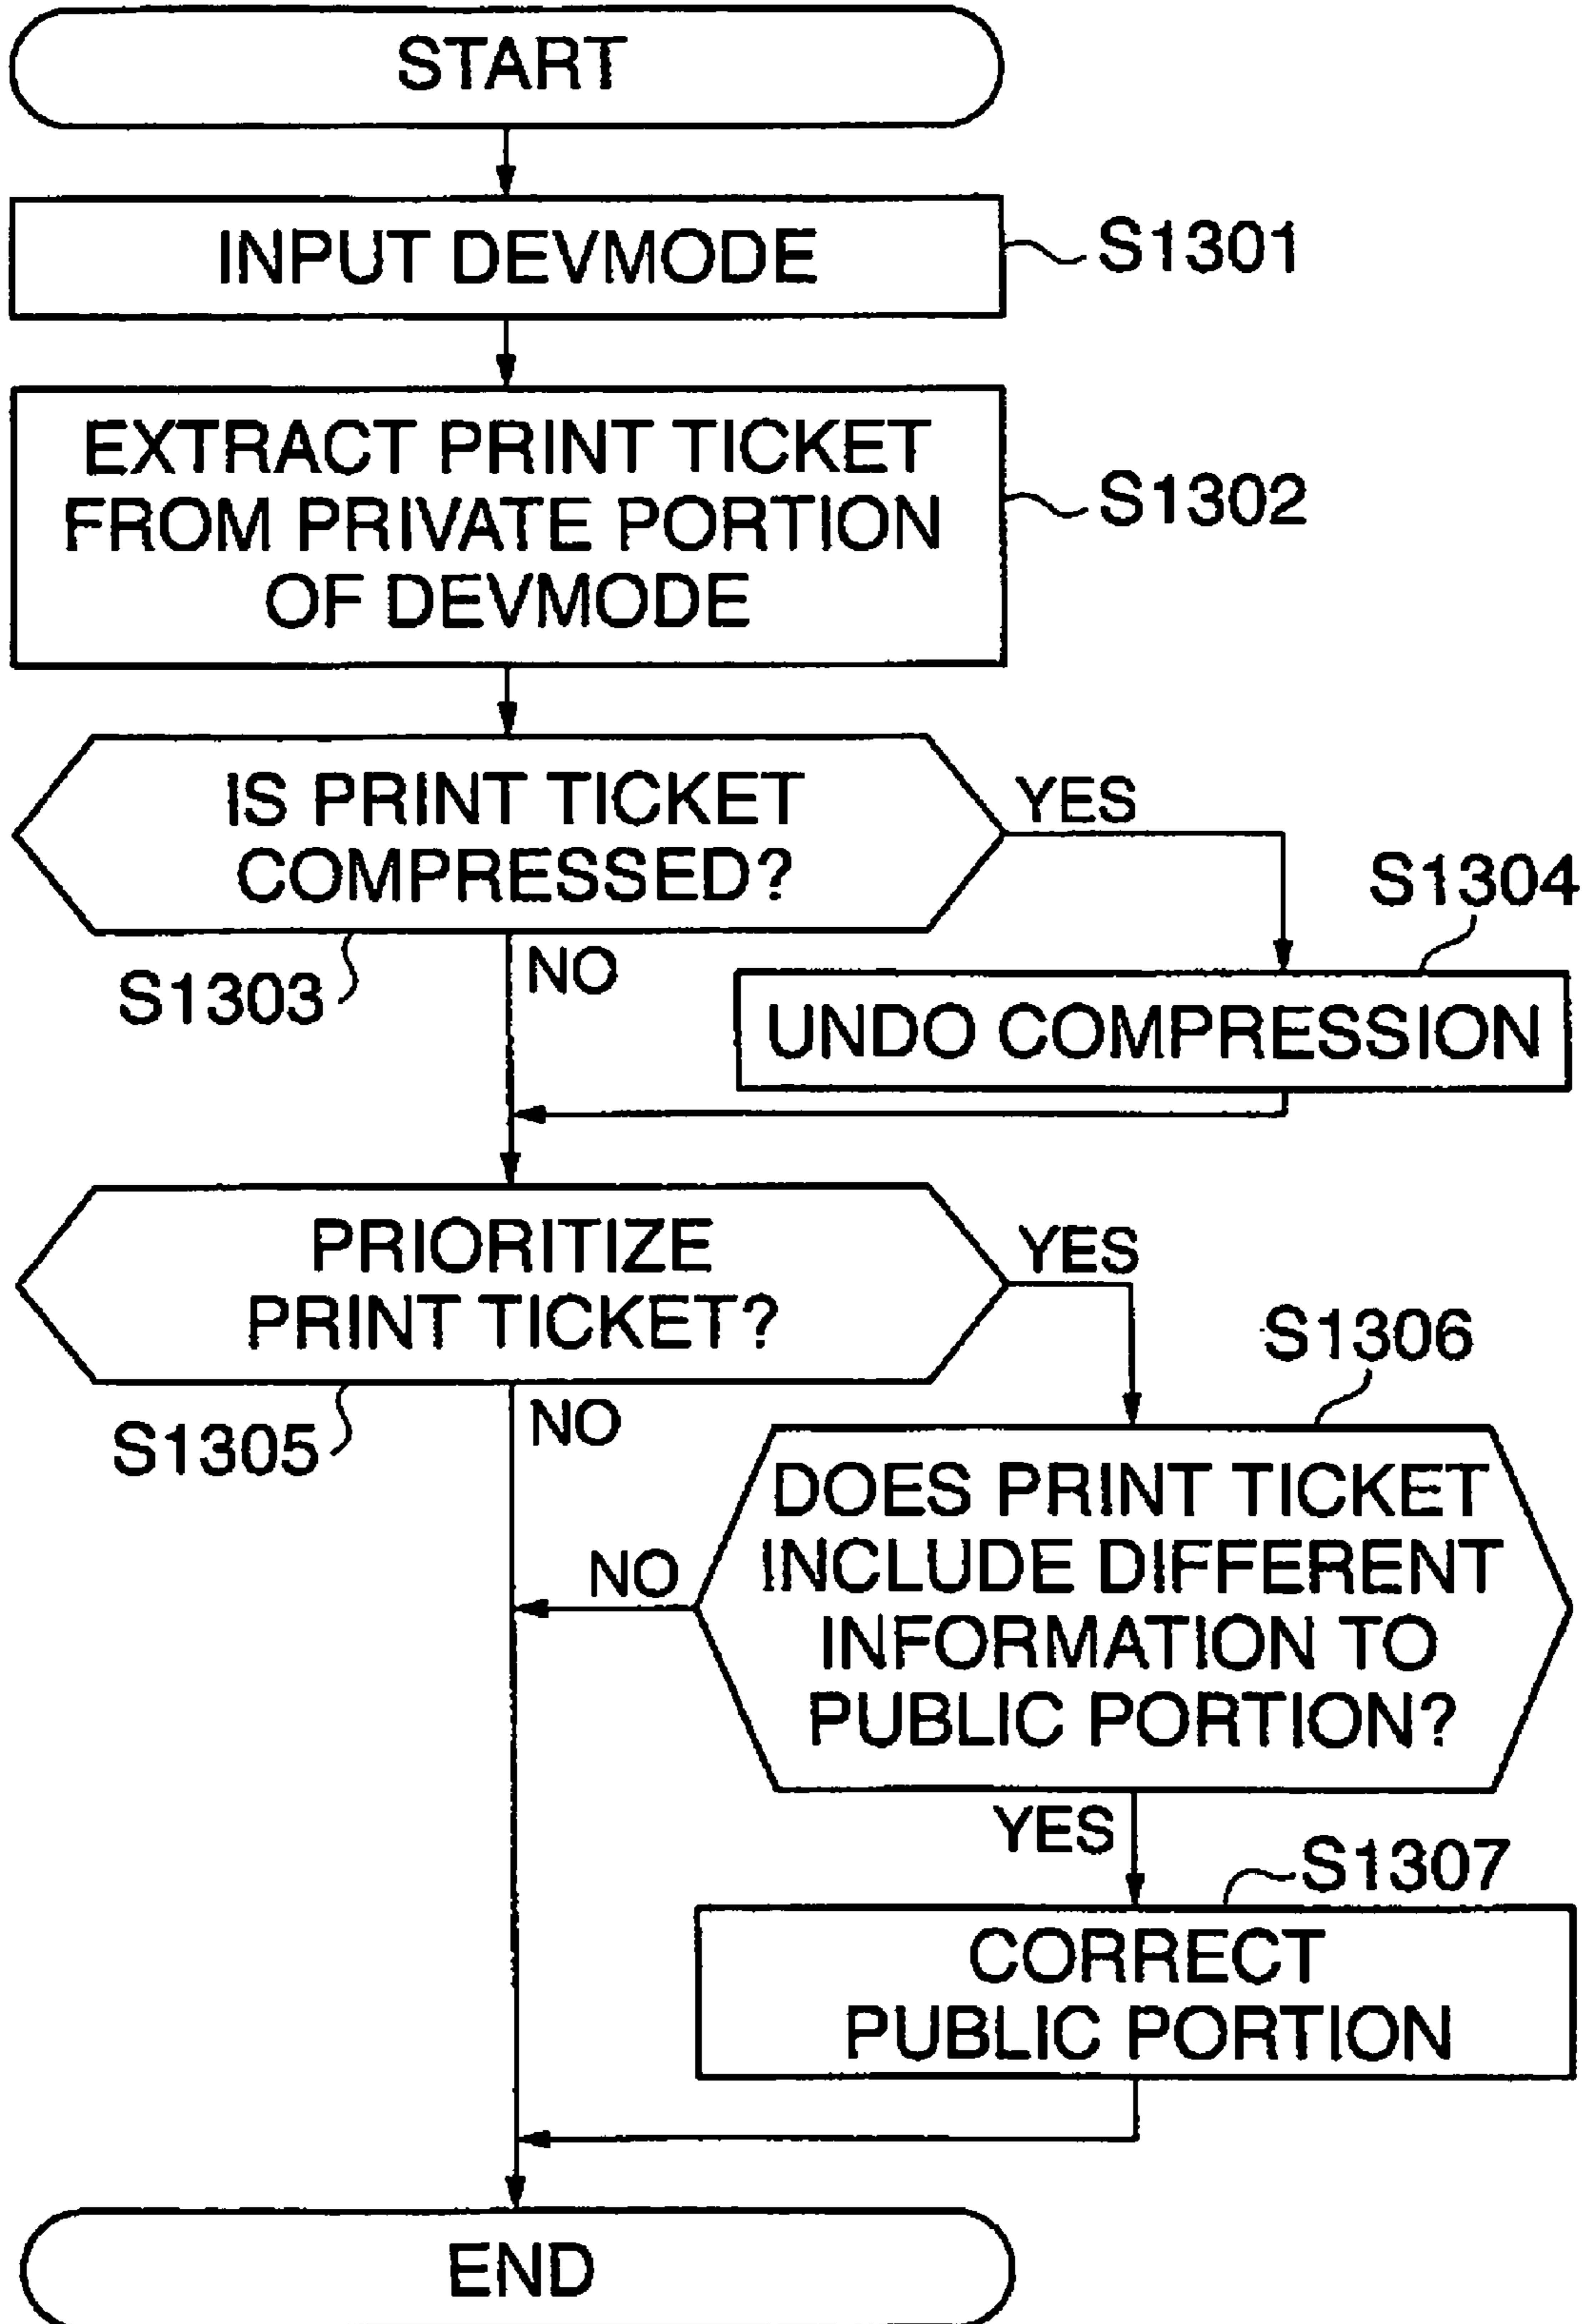 START
INPUT DEVMODE
S1301
EXTRACT PRINT TICKET
FROM PRIVATE PORTION
OF DEVMODE
S1302
IS PRINT TICKET
COMPRESSED?
YES
S1303
NO
S1304
UNDO COMPRESSION
PRIORITIZE
PRINT TICKET?
YES
S1305
NO
S1306
DOES PRINT TICKET
INCLUDE DIFFERENT
INFORMATION TO
PUBLIC PORTION?
NO
YES
S1307
CORRECT
PUBLIC PORTION
END